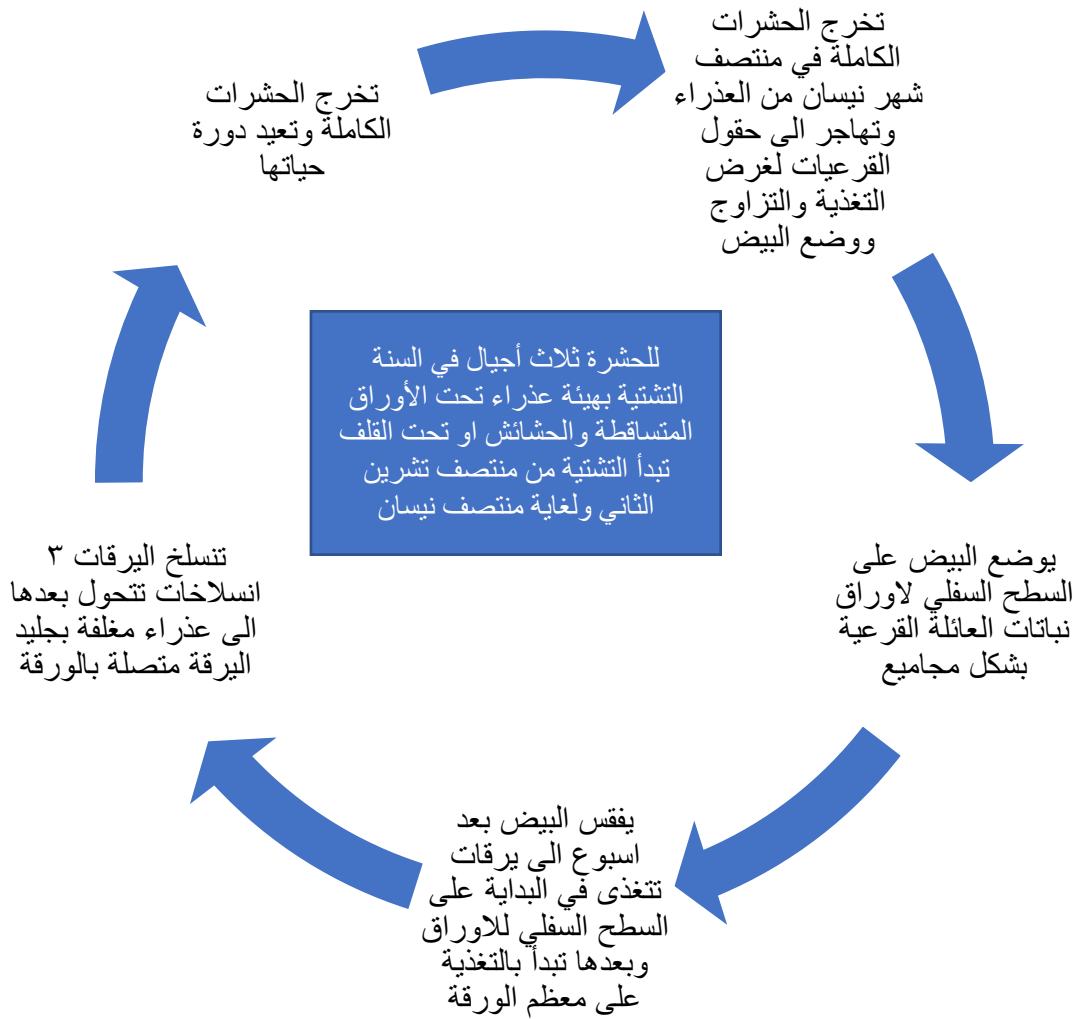 تخرج الحشرات
الكاملة في منتصف
شهر نيسان من العذراء
وتهاجر الى حقول
القرعيات لغرض
التغذية والتزاوج
ووضع البيض
يوضع البيض على
السطح السفلي لاوراق
نباتات العائلة القرعية
بشكل مجاميع
يفقس البيض بعد
اسبوع الى يرقات
تتغذى في البداية على
السطح السفلي للاوراق
وبعدها تبدأ بالتغذية
على معظم الورقة
تنسلخ اليرقات ٣
انسلاخات تتحول بعدها
الى عذراء مغلفة بجليد
اليرقة متصلة بالورقة
تخرج الحشرات
الكاملة وتعيد دورة
حياتها
للحشرة ثلاث أجيال في السنة
التشتية بهيئة عذراء تحت الأوراق
المتساقطة والحشائش او تحت القلف
تبدأ التشتية من منتصف تشرين
الثاني ولغاية منتصف نيسان